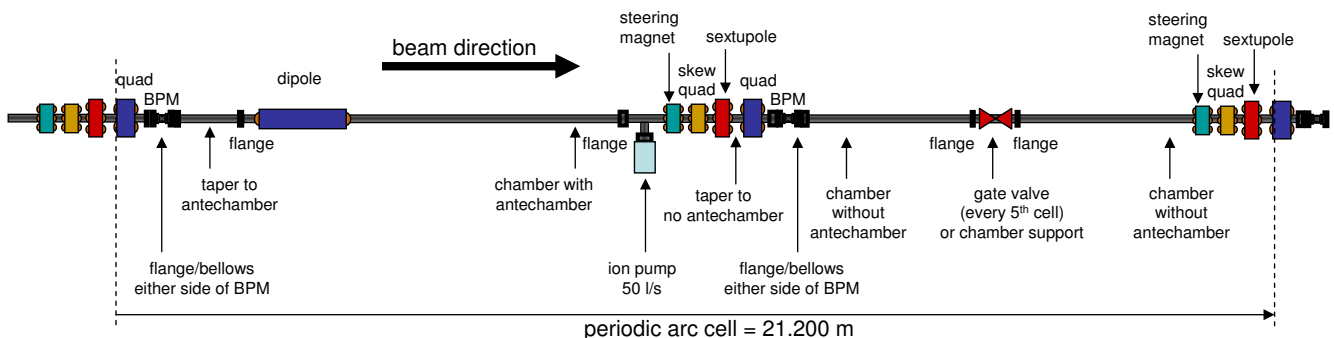 steering
magnet
sextupole
beam direction
skew
quad
quad
BPM
dipole
quad
BPM
steering
magnet
sextupole
skew
quad
flange
flange
flange
flange
taper to
antechamber
chamber with
antechamber
taper to
no antechamber
chamber
without
antechamber
gate valve
(every 5th cell)
or chamber support
chamber
without
antechamber
flange/bellows
either side of BPM
ion pump
50 l/s
flange/bellows
either side of BPM
periodic arc cell = 21.200 m